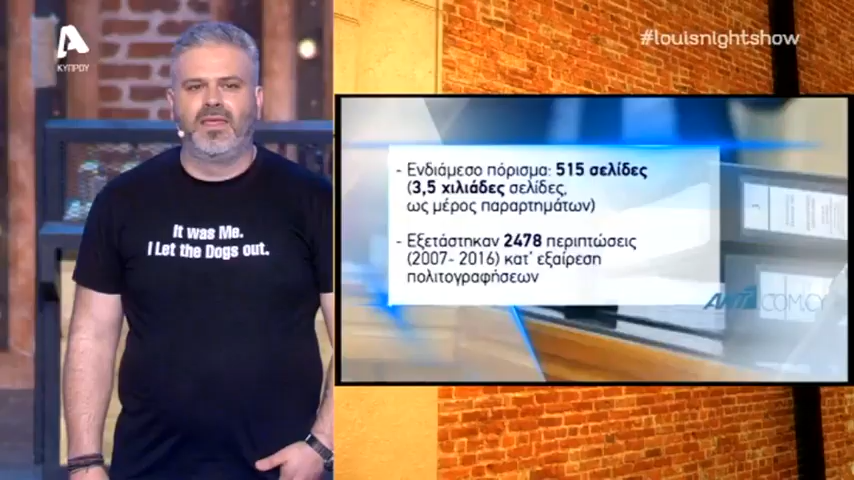 ΚΥΠΡΟΥ
#louisnightshow
It was Me.
I Let the Dogs out.
- Ενδιάμεσο πόρισμα: 515 σελίδες
(3,5 χιλιάδες σελίδες,
ως μέρος παραρτημάτων)
- Εξετάστηκαν 2478 περιπτώσεις
(2007- 2016) κατ' εξαίρεση
πολιτογραφήσεων
ΑΝΤ1.COM.CY